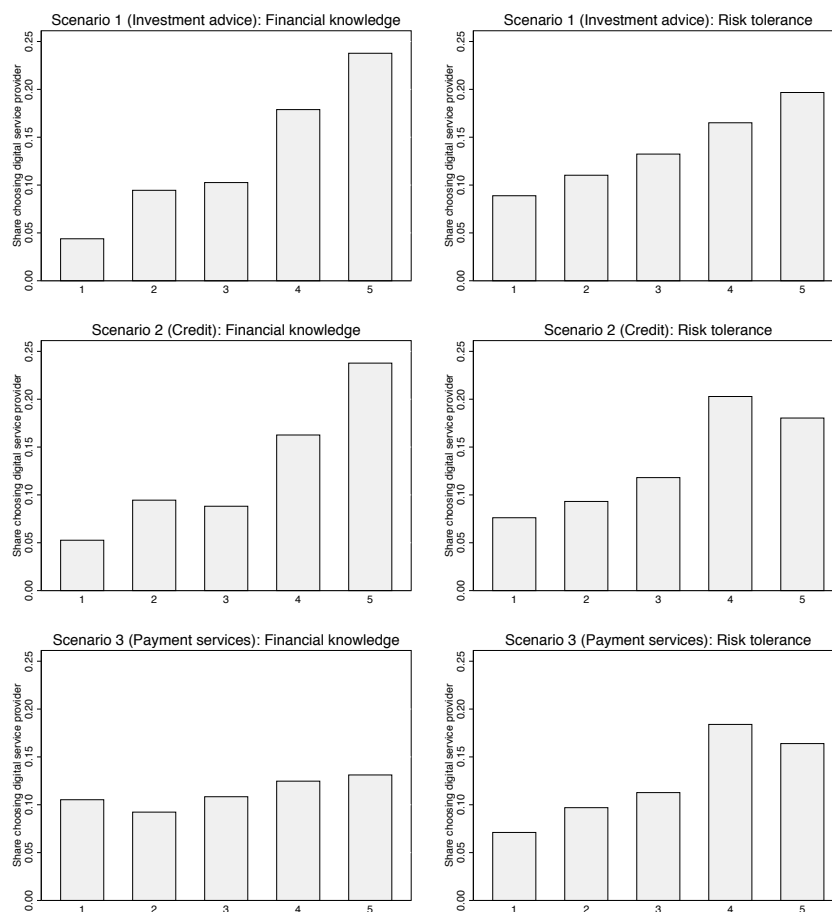 Scenario 1 (Investment advice): Financial knowledge
Share choosing digital service provider
0.00 0.05 0.10 0.15 0.20 0.25
1 2 3 4 5
Scenario 1 (Investment advice): Risk tolerance
Share choosing digital service provider
0.00 0.05 0.10 0.15 0.20 0.25
1 2 3 4 5
Scenario 2 (Credit): Financial knowledge
Share choosing digital service provider
0.00 0.05 0.10 0.15 0.20 0.25
1 2 3 4 5
Scenario 2 (Credit): Risk tolerance
Share choosing digital service provider
0.00 0.05 0.10 0.15 0.20 0.25
1 2 3 4 5
Scenario 3 (Payment services): Financial knowledge
Share choosing digital service provider
0.00 0.05 0.10 0.15 0.20 0.25
1 2 3 4 5
Scenario 3 (Payment services): Risk tolerance
Share choosing digital service provider
0.00 0.05 0.10 0.15 0.20 0.25
1 2 3 4 5